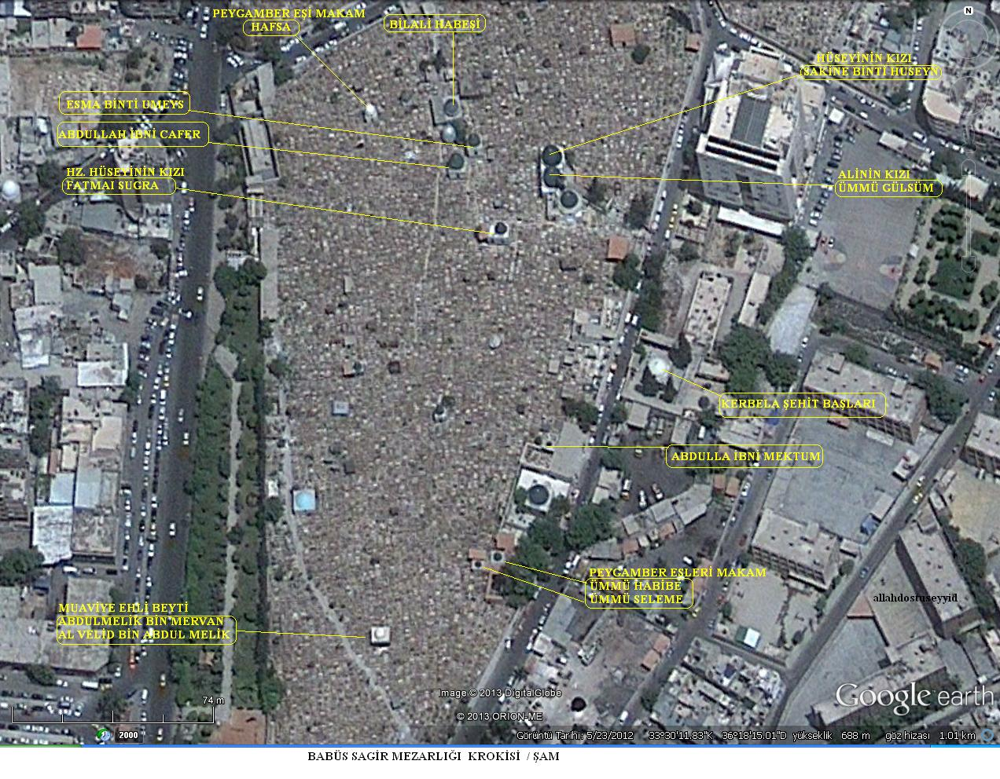 PEYGAMBER EŞİ MAKAM
HAFSA
BİLALİ HABEŞİ
N
HÜSEYİNİN KIZI
SAKİNE BİNTİ HÜSEYN
ESMA BİNTİ UMEYS
ABDULLAH İBNİ CAFER
HZ. HÜSEYİNİN KIZI
FATMAI SUGRA
ALİNİN KIZI
ÜMMÜ GÜLSÜM
KERBELA ŞEHİT BAŞLARI
ABDULLA İBNİ MEKTUM
PEYGAMBER EŞLERİ MAKAM
ÜMMÜ HABİBE
ÜMMÜ SELEME
allahdostuseyyid
MUAVİYE EHLİ BEYTİ
ABDULMELİK BİN MERVAN
AL VELİD BİN ABDUL MELİK
74 m
Image © 2013 DigitalGlobe
© 2013 ORION-ME
Google earth
2000
Görüntü Tarihi: 5/23/2012 33°30'11.83"K 36°18'15.01"D yükseklik 688 m göz hizası 1.01 km
BABÜS SAGİR MEZARLIĞI KROKİSİ / ŞAM